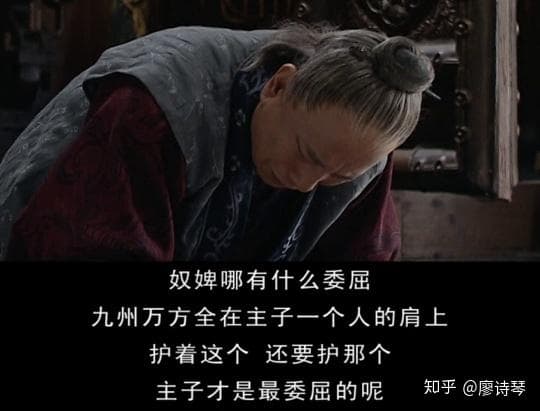 奴婢哪有什么委屈
九州万方全在主子一个人的肩上
护着这个 还要护那个
主子才是最委屈的呢
知乎 @廖诗琴